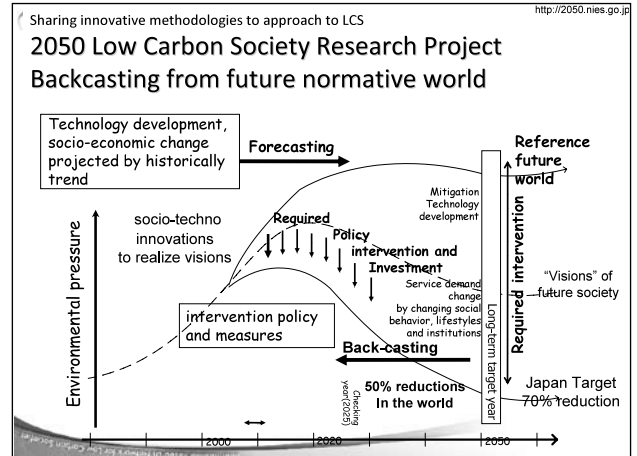 http://2050.nies.go.jp
Sharing innovative methodologies to approach to LCS
2050 Low Carbon Society Research Project
Backcasting from future normative world
Technology development,
socio-economic change
projected by historically
trend
Forecasting
Reference
future
world
Mitigation
Technology
development
socio-techno
innovations
to realize visions
Required
Policy
intervention and
Investment
Environmental pressure
Required intervention
"Visions" of
future society
Service demand
change
by changing social
behavior, lifestyles
and institutions
intervention policy
and measures
Long-term target year
Back-casting
50% reductions
In the world
Checking
year(2025)
Japan Target
70% reduction
2000
2020
2050